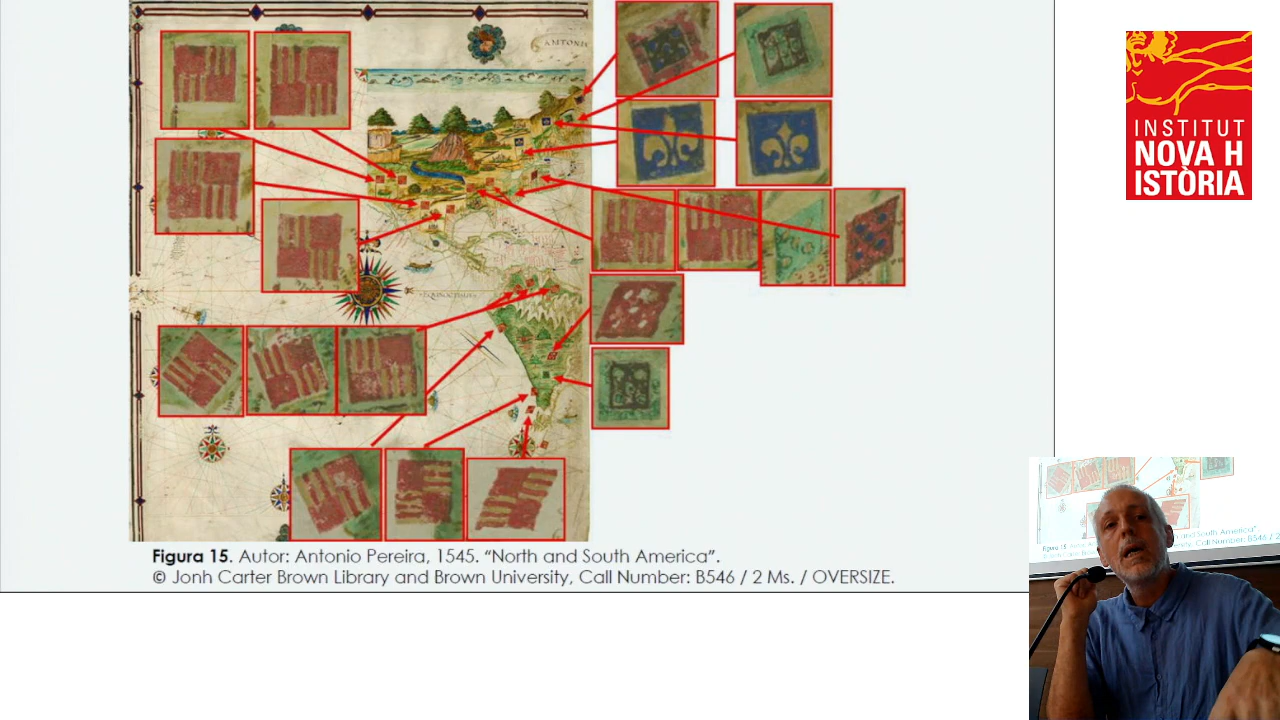 ANTONIO
EQVINOCTIALIS
Figura 15. Autor: Antonio Pereira, 1545. “North and South America”.
© Jonh Carter Brown Library and Brown University, Call Number: B546 / 2 Ms. / OVERSIZE.
INSTITUT
NOVA H
ISTÒRIA